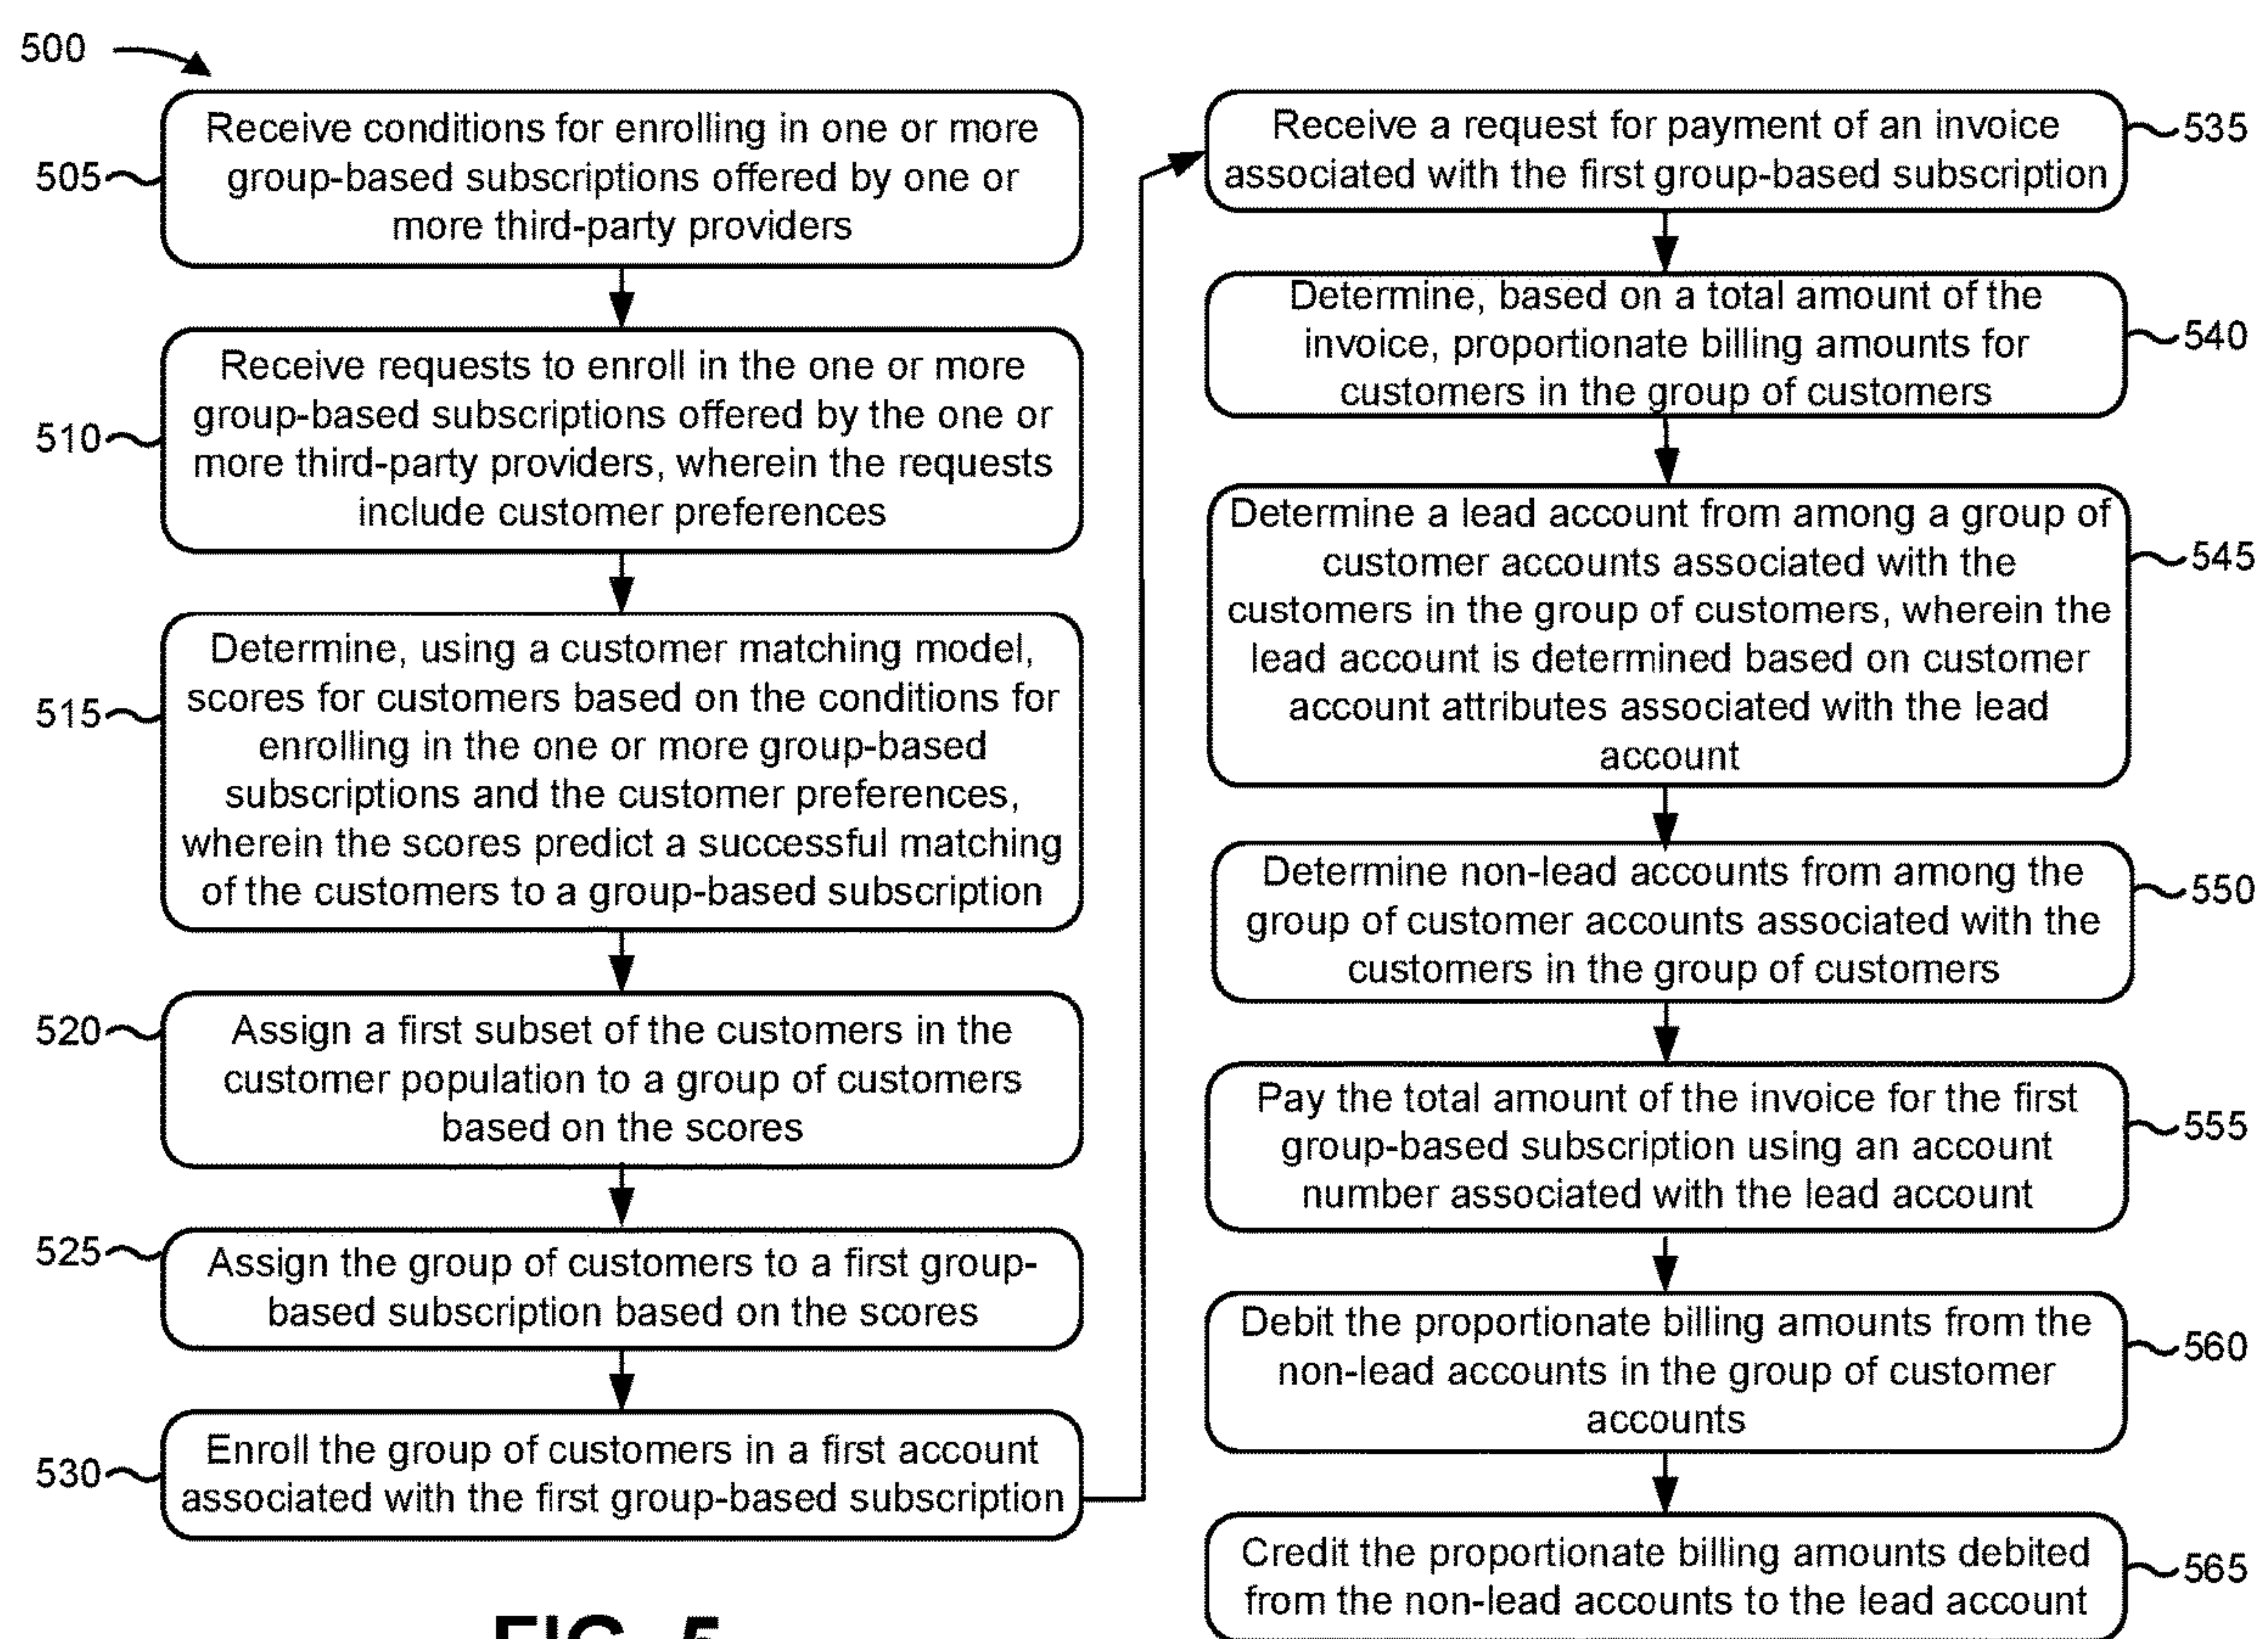 500
505
Receive conditions for enrolling in one or more
group-based subscriptions offered by one or
more third-party providers
510
Receive requests to enroll in the one or more
group-based subscriptions offered by the one or
more third-party providers, wherein the requests
include customer preferences
515
Determine, using a customer matching model,
scores for customers based on the conditions for
enrolling in the one or more group-based
subscriptions and the customer preferences,
wherein the scores predict a successful matching
of the customers to a group-based subscription
520
Assign a first subset of the customers in the
customer population to a group of customers
based on the scores
525
Assign the group of customers to a first group-
based subscription based on the scores
530
Enroll the group of customers in a first account
associated with the first group-based subscription
535
Receive a request for payment of an invoice
associated with the first group-based subscription
540
Determine, based on a total amount of the
invoice, proportionate billing amounts for
customers in the group of customers
545
Determine a lead account from among a group of
customer accounts associated with the
customers in the group of customers, wherein the
lead account is determined based on customer
account attributes associated with the lead
account
550
Determine non-lead accounts from among the
group of customer accounts associated with the
customers in the group of customers
555
Pay the total amount of the invoice for the first
group-based subscription using an account
number associated with the lead account
560
Debit the proportionate billing amounts from the
non-lead accounts in the group of customer
accounts
565
Credit the proportionate billing amounts debited
from the non-lead accounts to the lead account
FIG. 5